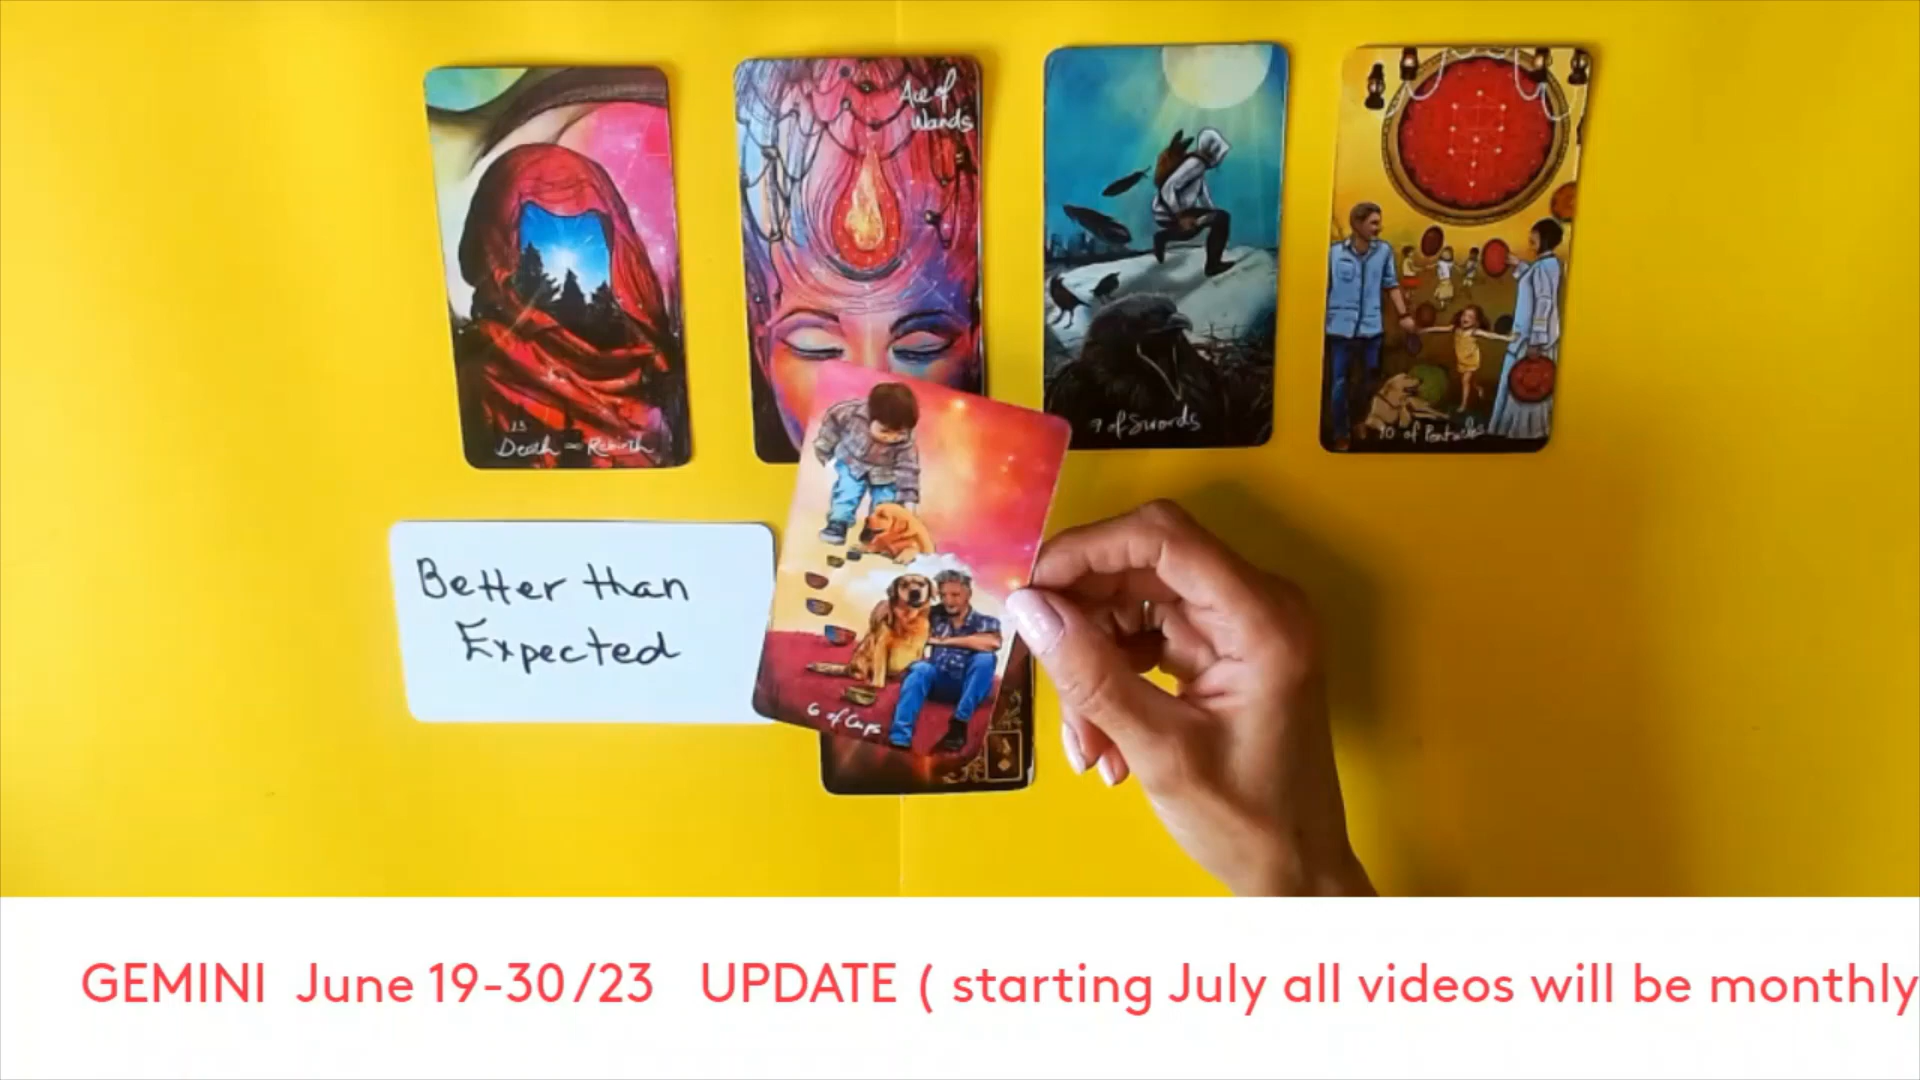 Ace of
Wands
13
Death ∞ Rebirth
9 of Swords
10 of Pentacles
Better than
Expected
6 of Cups
GEMINI June 19-30/23 UPDATE ( starting July all videos will be monthly